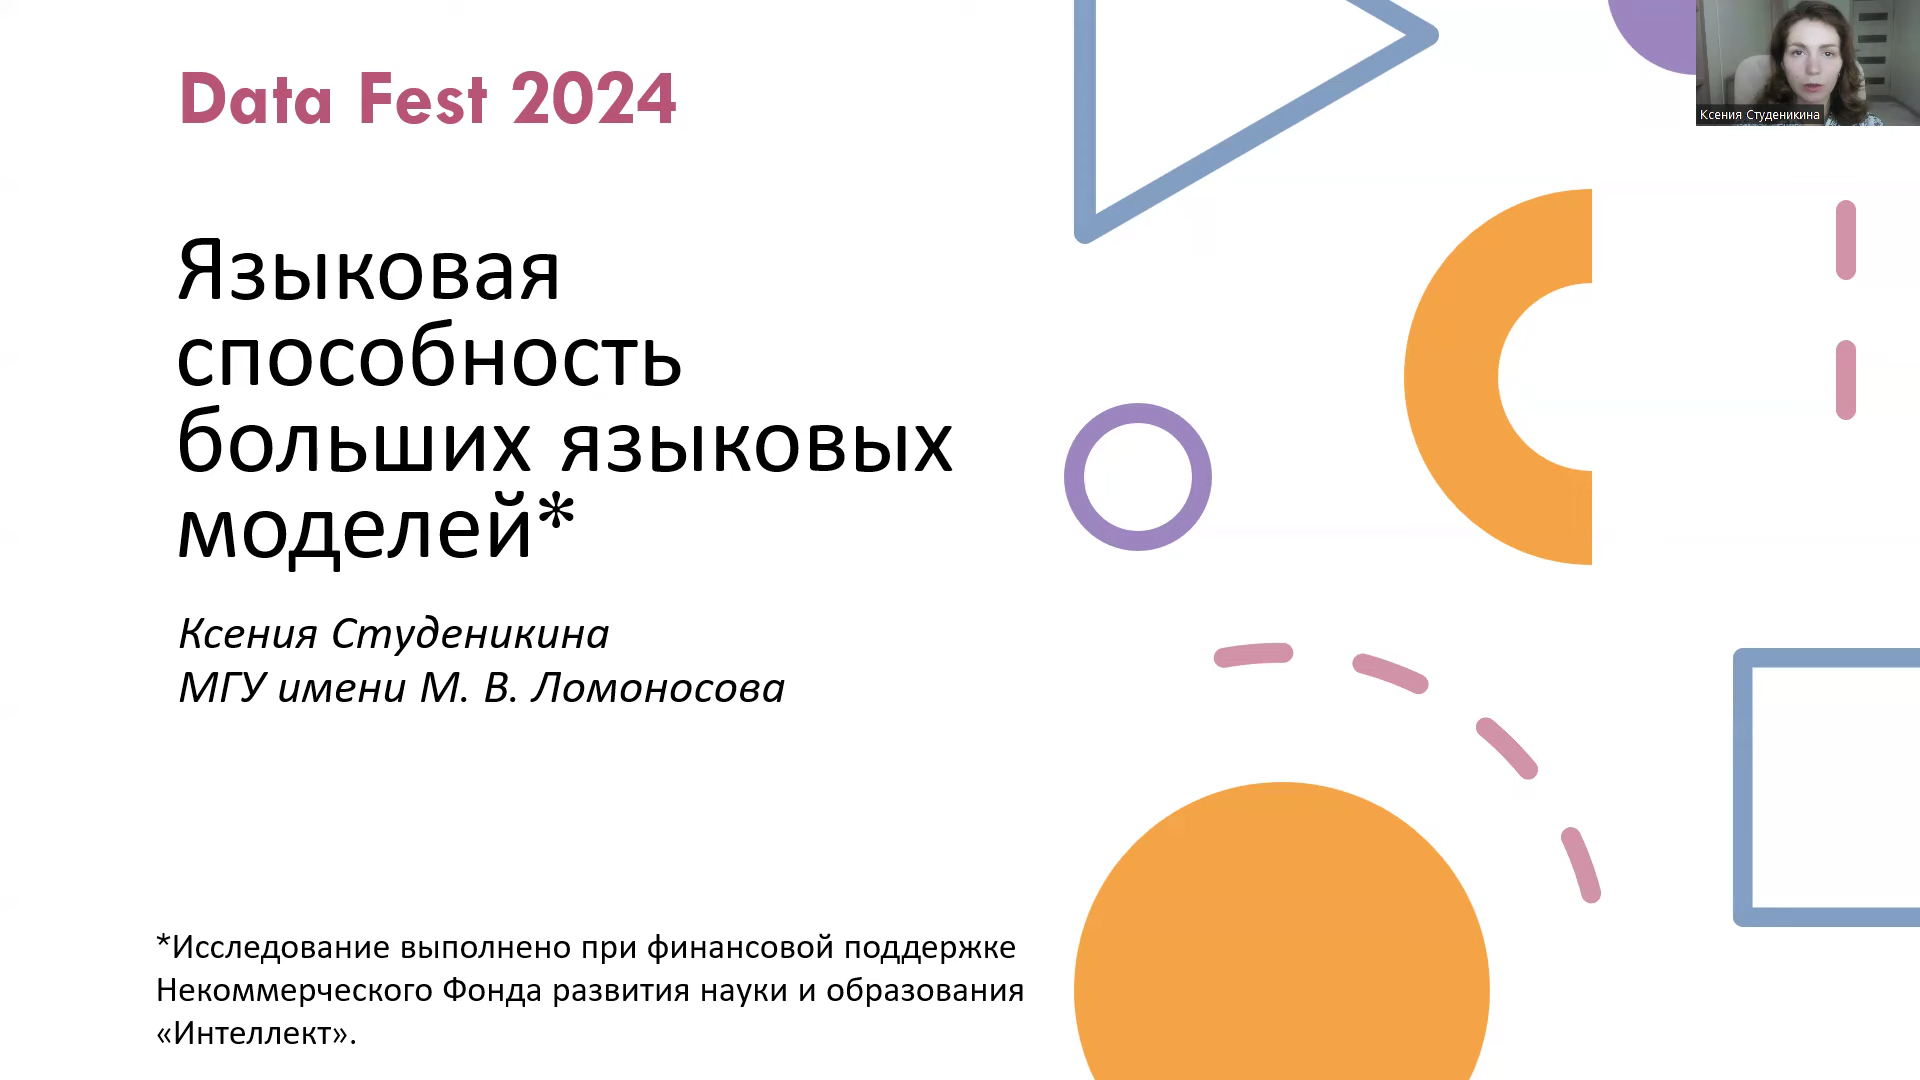 Data Fest 2024
Ксения Студеникина
Языковая
способность
больших языковых
моделей*
Ксения Студеникина
МГУ имени М. В. Ломоносова
*Исследование выполнено при финансовой поддержке
Некоммерческого Фонда развития науки и образования
«Интеллект».